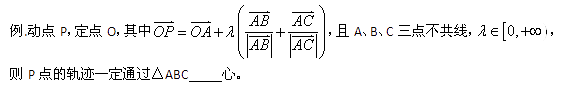 例.动点 P，定点 O，其中$\overrightarrow{OP}=\overrightarrow{OA}+\lambda\left(\frac{\overrightarrow{AB}}{|\overrightarrow{AB}|}+\frac{\overrightarrow{AC}}{|\overrightarrow{AC}|}\right)$，且 A、B、C 三点不共线，$\lambda\in[0,+\infty)$，
则 P 点的轨迹一定通过△ABC_____心。